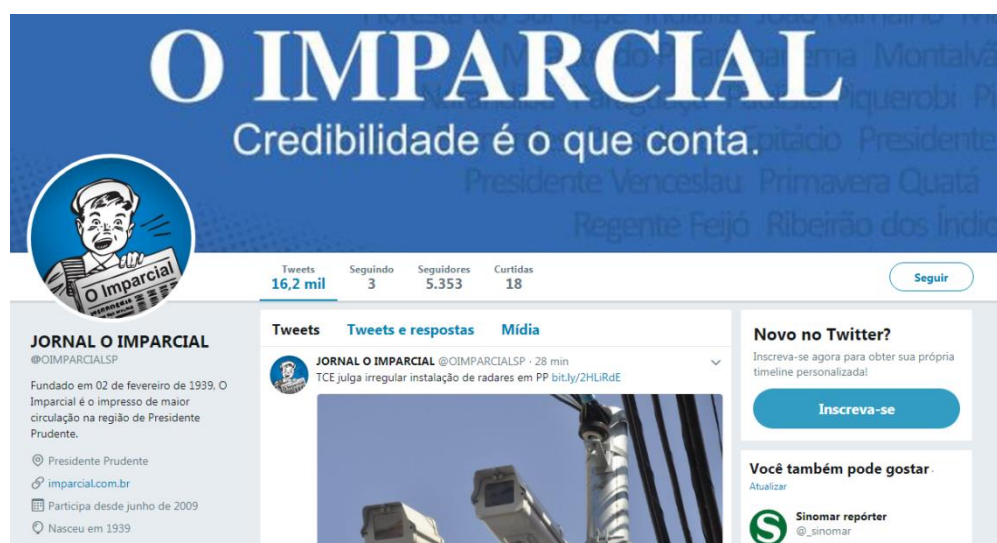 O IMPARCIAL
Credibilidade é o que conta.
Narandiba
Piquerobi
Epitácio Presidente
Presidente Venceslau Primavera Quatá
Regente Feijó Ribeirão dos Índio
O Imparcial
Tweets
16,2 mil
Seguindo
3
Seguidores
5.353
Curtidas
18
Seguir
JORNAL O IMPARCIAL
@OIMPARCIALSP
Fundado em 02 de fevereiro de 1939, O
Imparcial é o impresso de maior
circulação na região de Presidente
Prudente.
Presidente Prudente
imparcial.com.br
Participa desde junho de 2009
Nasceu em 1939
Tweets Tweets e respostas Mídia
JORNAL O IMPARCIAL @OIMPARCIALSP · 28 min
TCE julga irregular instalação de radares em PP bit.ly/2HLiRdE
Novo no Twitter?
Inscreva-se agora para obter sua própria
timeline personalizada!
Inscreva-se
Você também pode gostar ·
Atualizar
Sinomar repórter
@_sinomar